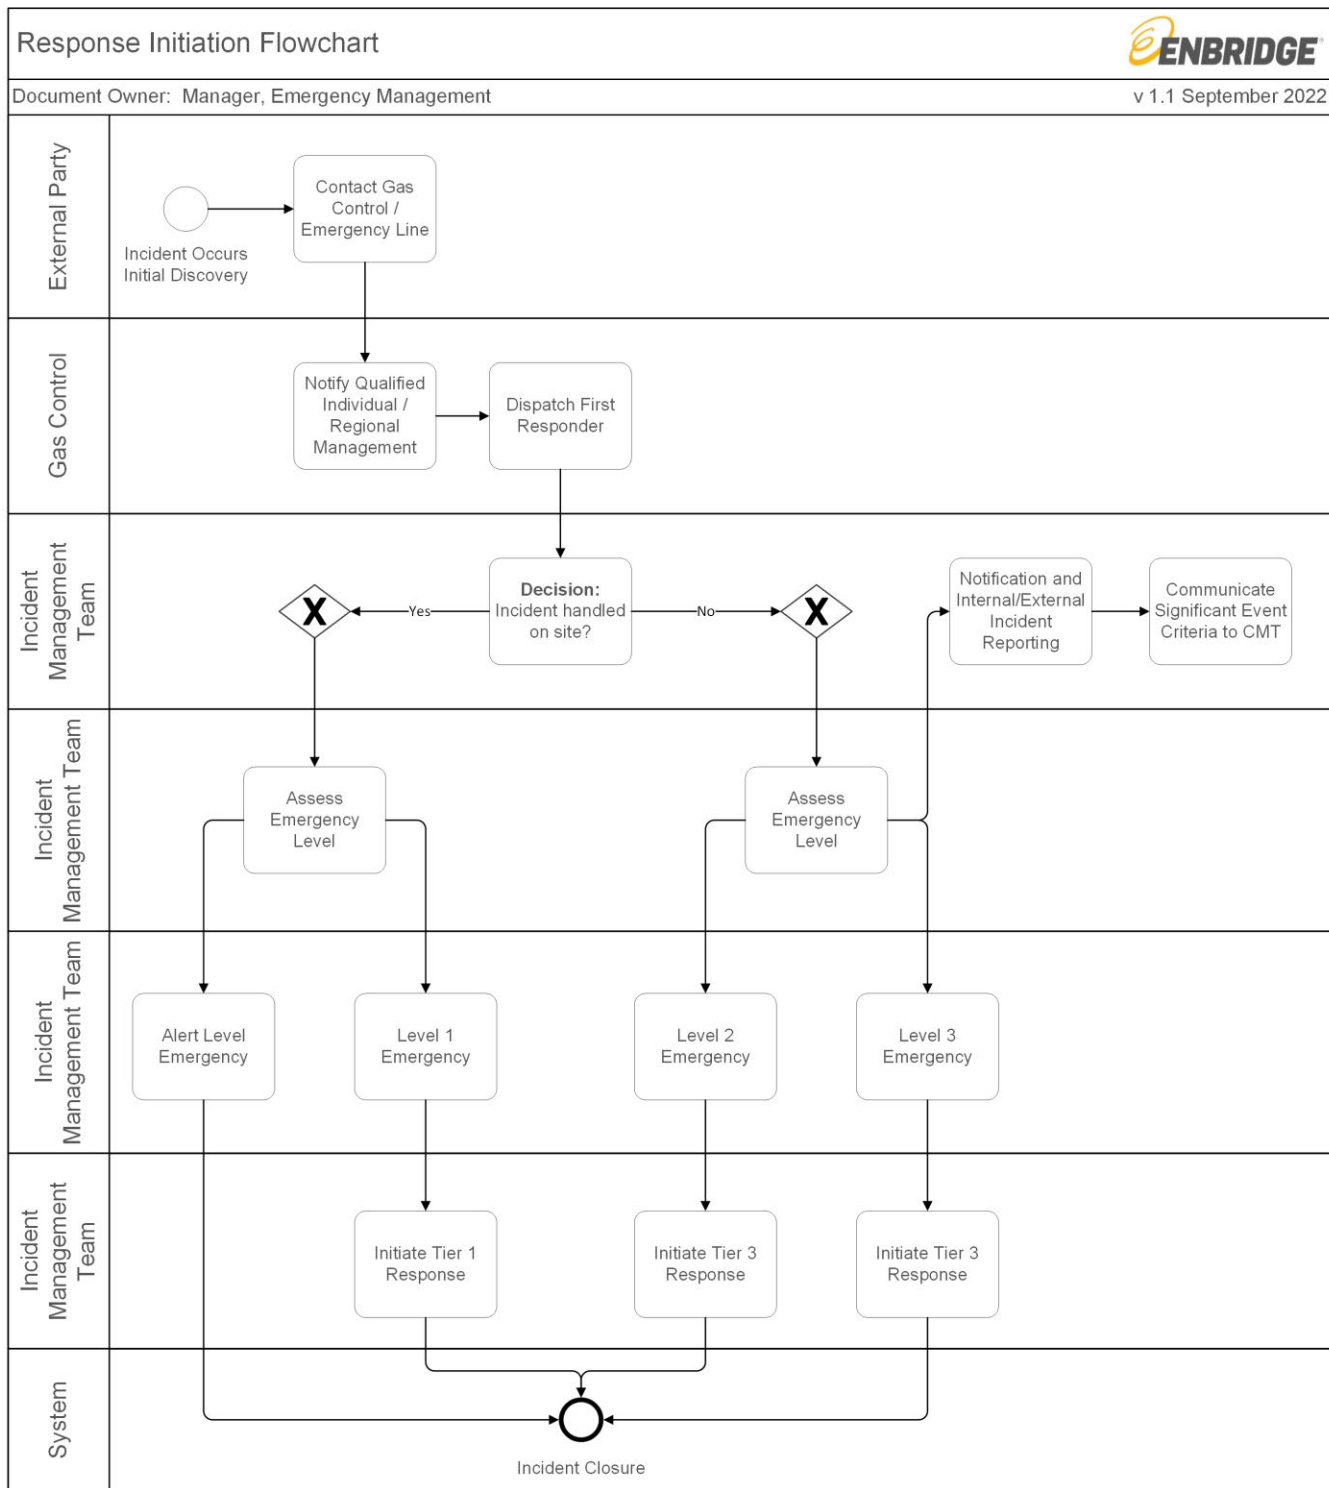 Response Initiation Flowchart
ENBRIDGE
Document Owner: Manager, Emergency Management
v 1.1 September 2022
External Party
Incident Occurs
Initial Discovery
Contact Gas
Control /
Emergency Line
Gas Control
Notify Qualified
Individual /
Regional
Management
Dispatch First
Responder
Incident
Management
Team
X
Yes
Decision:
Incident handled
on site?
No
X
Notification and
Internal/External
Incident
Reporting
Communicate
Significant Event
Criteria to CMT
Incident
Management Team
Assess
Emergency
Level
Assess
Emergency
Level
Incident
Management Team
Alert Level
Emergency
Level 1
Emergency
Level 2
Emergency
Level 3
Emergency
Incident
Management
Team
Initiate Tier 1
Response
Initiate Tier 3
Response
Initiate Tier 3
Response
System
Incident Closure